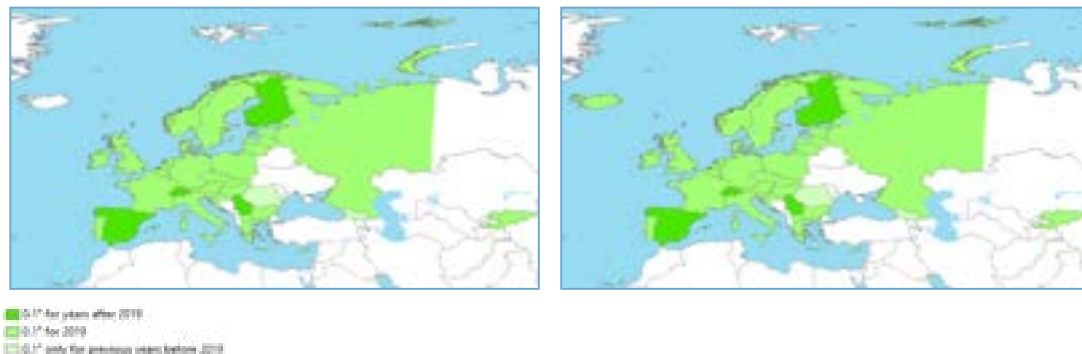 0.1° for years after 2019
0.1° for 2019
0.1° only for previous years before 2019